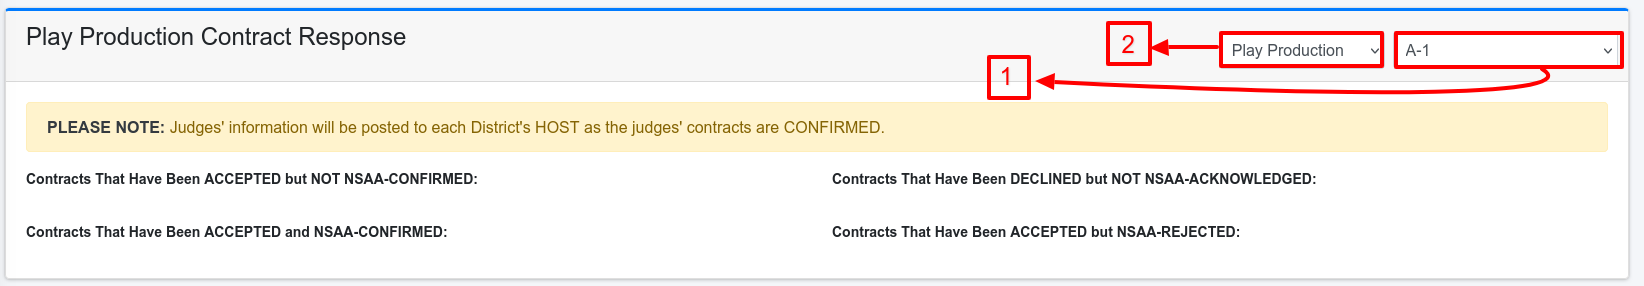 Play Production Contract Response
2
Play Production
A-1
1
PLEASE NOTE: Judges' information will be posted to each District's HOST as the judges' contracts are CONFIRMED.
Contracts That Have Been ACCEPTED but NOT NSAA-CONFIRMED:
Contracts That Have Been DECLINED but NOT NSAA-ACKNOWLEDGED:
Contracts That Have Been ACCEPTED and NSAA-CONFIRMED:
Contracts That Have Been ACCEPTED but NSAA-REJECTED: